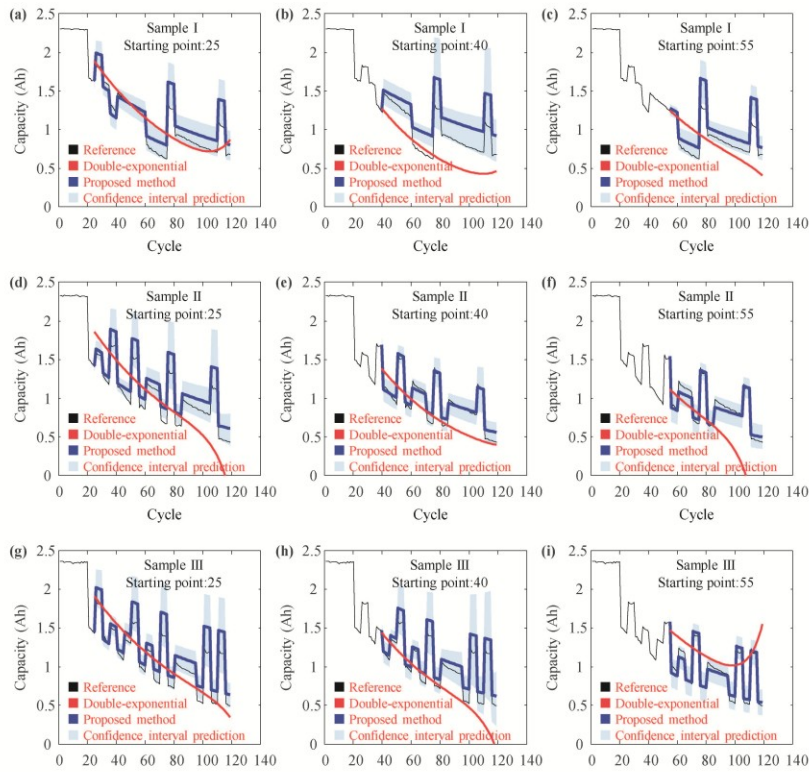 (a)
Sample I
Starting point:25
2.5
2
1.5
1
0.5
0
Capacity (Ah)
Reference
Double-exponential
Proposed method
Confidence interval prediction
0 20 40 60 80 100 120 140
Cycle
(b)
Sample I
Starting point:40
2.5
2
1.5
1
0.5
0
Capacity (Ah)
Reference
Double-exponential
Proposed method
Confidence interval prediction
0 20 40 60 80 100 120 140
Cycle
(c)
Sample I
Starting point:55
2.5
2
1.5
1
0.5
0
Capacity (Ah)
Reference
Double-exponential
Proposed method
Confidence interval prediction
0 20 40 60 80 100 120 140
Cycle
(d)
Sample II
Starting point:25
2.5
2
1.5
1
0.5
0
Capacity (Ah)
Reference
Double-exponential
Proposed method
Confidence interval prediction
0 20 40 60 80 100 120 140
Cycle
(e)
Sample II
Starting point:40
2.5
2
1.5
1
0.5
0
Capacity (Ah)
Reference
Double-exponential
Proposed method
Confidence interval prediction
0 20 40 60 80 100 120 140
Cycle
(f)
Sample II
Starting point:55
2.5
2
1.5
1
0.5
0
Capacity (Ah)
Reference
Double-exponential
Proposed method
Confidence interval prediction
0 20 40 60 80 100 120 140
Cycle
(g)
Sample III
Starting point:25
2.5
2
1.5
1
0.5
0
Capacity (Ah)
Reference
Double-exponential
Proposed method
Confidence interval prediction
0 20 40 60 80 100 120 140
(h)
Sample III
Starting point:40
2.5
2
1.5
1
0.5
0
Capacity (Ah)
Reference
Double-exponential
Proposed method
Confidence interval prediction
0 20 40 60 80 100 120 140
(i)
Sample III
Starting point:55
2.5
2
1.5
1
0.5
0
Capacity (Ah)
Reference
Double-exponential
Proposed method
Confidence interval prediction
0 20 40 60 80 100 120 140